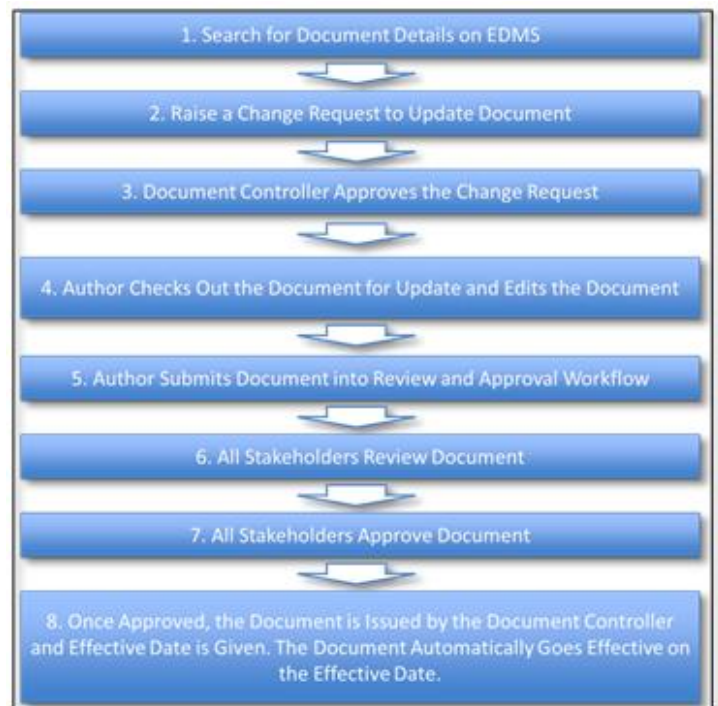 1. Search for Document Details on EDMS
2. Raise a Change Request to Update Document
3. Document Controller Approves the Change Request
4. Author Checks Out the Document for Update and Edits the Document
5. Author Submits Document into Review and Approval Workflow
6. All Stakeholders Review Document
7. All Stakeholders Approve Document
8. Once Approved, the Document is Issued by the Document Controller
and Effective Date is Given. The Document Automatically Goes Effective on
the Effective Date.